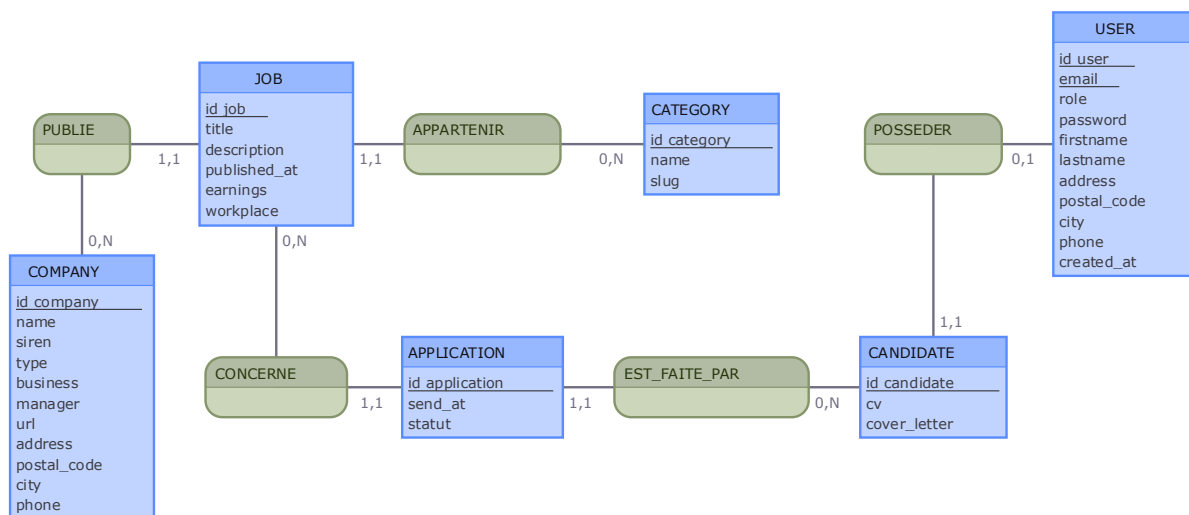 USER
id_user
email
role
password
firstname
lastname
address
postal_code
city
phone
created_at
JOB
id_job
title
description
published_at
earnings
workplace
PUBLIE
1,1
0,N
APPARTENIR
1,1
0,N
CATEGORY
id_category
name
slug
POSSEDER
0,1
1,1
0,N
COMPANY
id_company
name
siren
type
business
manager
url
address
postal_code
city
phone
CONCERNE
1,1
APPLICATION
id_application
send_at
statut
1,1
EST_FAITE_PAR
0,N
CANDIDATE
id_candidate
cv
cover_letter